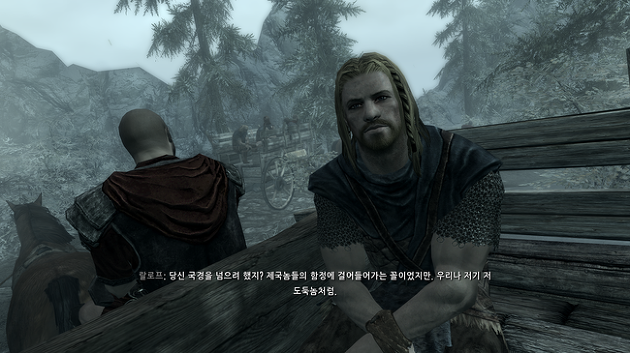 랄로프: 당신 국경을 넘으려 했지? 제국놈들의 함정에 걸어들어가는 꼴이었지만. 우리나 저기 저
도둑놈처럼.